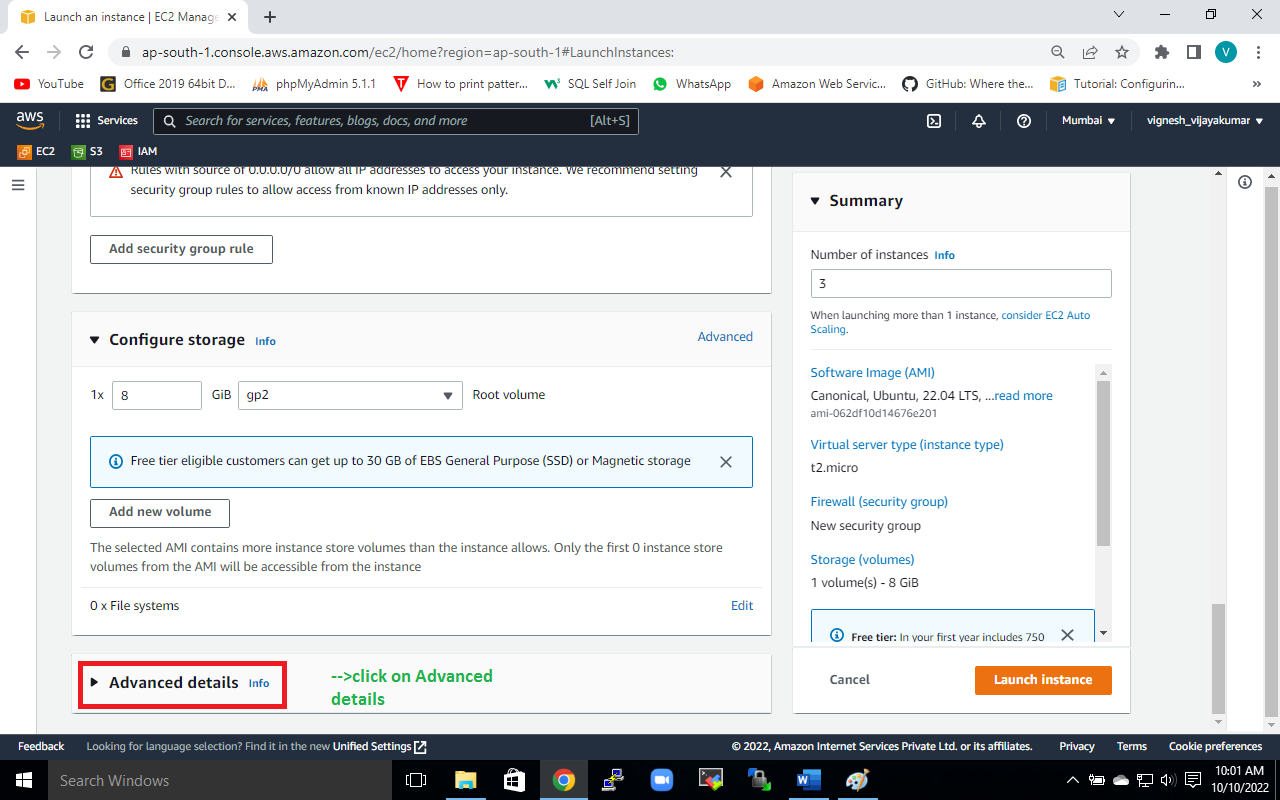 Launch an instance | EC2 Manage
ap-south-1.console.aws.amazon.com/ec2/home?region=ap-south-1#LaunchInstances:
V
YouTube
Office 2019 64bit D...
phpMyAdmin 5.1.1
How to print patter...
SQL Self Join
WhatsApp
Amazon Web Servic...
GitHub: Where the...
Tutorial: Configurin...
»
aws
Services
Search for services, features, blogs, docs, and more
[Alt+S]
Mumbai
vignesh_vijayakumar
EC2
S3
IAM
Rules with source of 0.0.0.0/0 allow all IP addresses to access your instance. We recommend setting
security group rules to allow access from known IP addresses only.
Add security group rule
Configure storage Info
Advanced
1x 8 GiB gp2 Root volume
Free tier eligible customers can get up to 30 GB of EBS General Purpose (SSD) or Magnetic storage
Add new volume
The selected AMI contains more instance store volumes than the instance allows. Only the first 0 instance store
volumes from the AMI will be accessible from the instance
0 x File systems
Edit
Advanced details Info
-->click on Advanced
details
Summary
Number of instances Info
3
When launching more than 1 instance, consider EC2 Auto
Scaling.
Software Image (AMI)
Canonical, Ubuntu, 22.04 LTS, ...read more
ami-062df10d14676e201
Virtual server type (instance type)
t2.micro
Firewall (security group)
New security group
Storage (volumes)
1 volume(s) - 8 GiB
Free tier: In your first year includes 750
Cancel
Launch instance
Feedback
Looking for language selection? Find it in the new Unified Settings
© 2022, Amazon Internet Services Private Ltd. or its affiliates.
Privacy
Terms
Cookie preferences
Search Windows
10:01 AM
10/10/2022